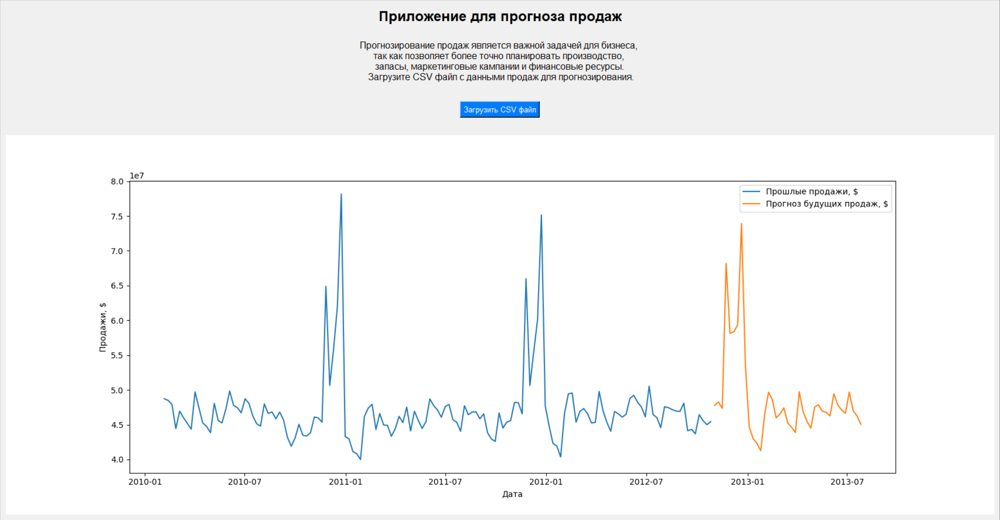 Приложение для прогноза продаж
Прогнозирование продаж является важной задачей для бизнеса,
так как позволяет более точно планировать производство,
запасы, маркетинговые кампании и финансовые ресурсы.
Загрузите CSV файл с данными продаж для прогнозирования.
Загрузить CSV файл
1e7
8.0
7.5
7.0
6.5
6.0
5.5
5.0
4.5
4.0
Продажи, $
Прошлые продажи, $
Прогноз будущих продаж, $
2010-01 2010-07 2011-01 2011-07 2012-01 2012-07 2013-01 2013-07
Дата